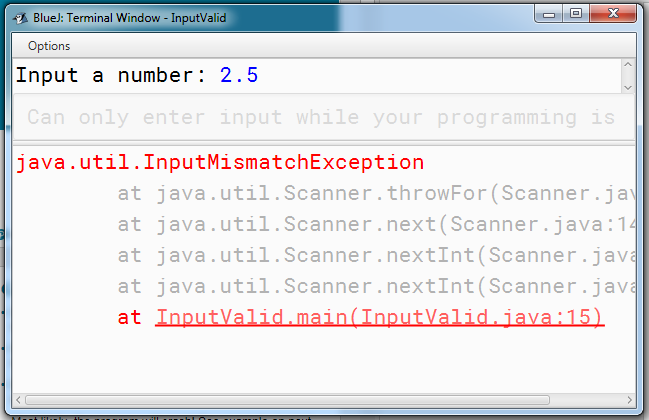 BlueJ: Terminal Window - InputValid
Options
Input a number: 2.5
Can only enter input while your programming is
java.util.InputMismatchException
at java.util.Scanner.throwFor(Scanner.jav
at java.util.Scanner.next(Scanner.java:14
at java.util.Scanner.nextInt(Scanner.java
at java.util.Scanner.nextInt(Scanner.java
at InputValid.main(InputValid.java:15)